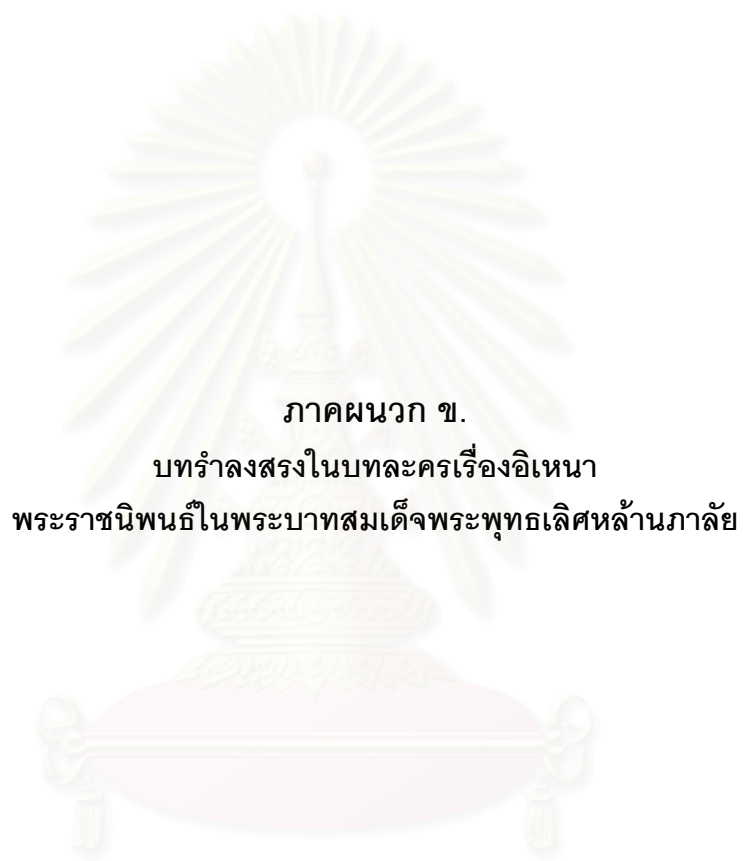 ภาคผนวก ข.
บทรำลงสรงในบทละครเรื่องอิเหนา
พระราชนิพนธ์ในพระบาทสมเด็จพระพุทธเลิศหล้านภาลัย